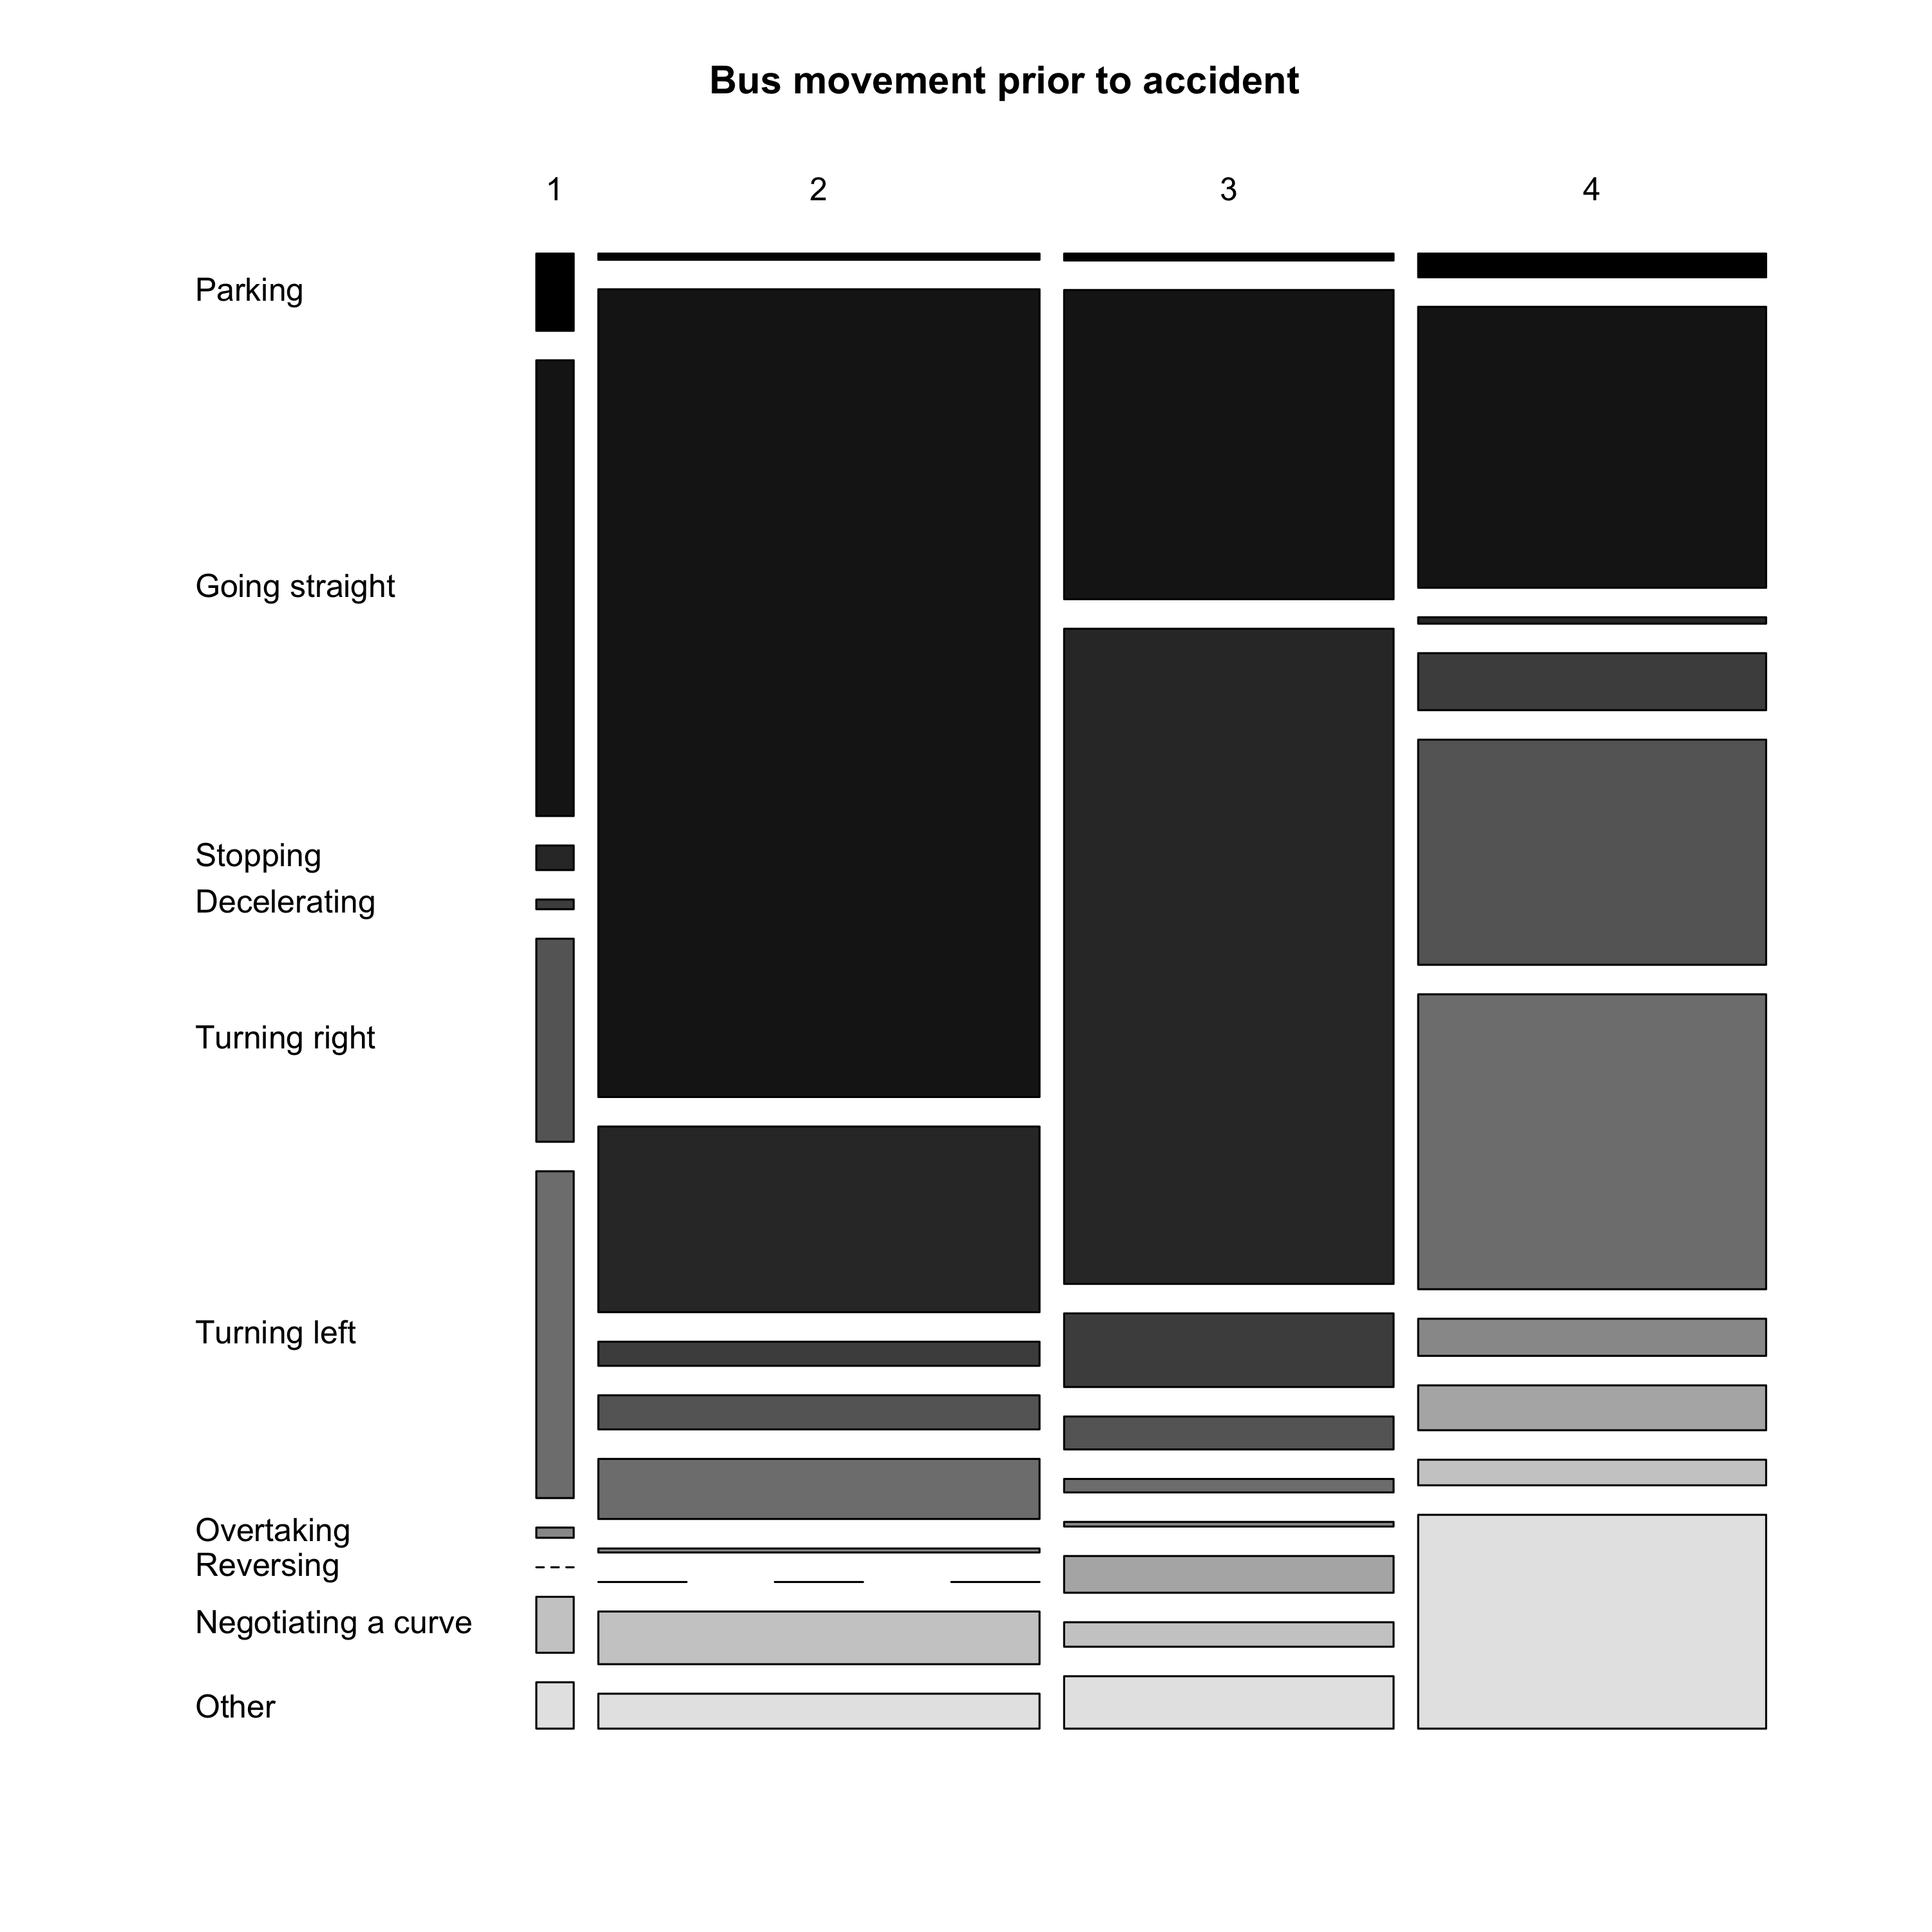 Bus movement prior to accident
1 2 3 4
Parking
Going straight
Stopping
Decelerating
Turning right
Turning left
Overtaking
Reversing
Negotiating a curve
Other